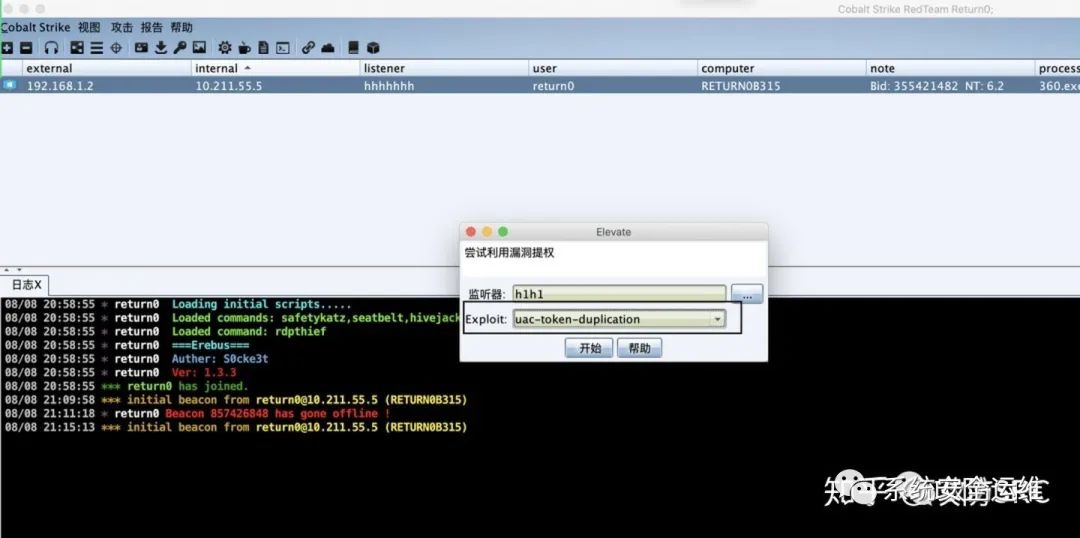 Cobalt Strike RedTeam Return0;
Cobalt Strike 视图 攻击 报告 帮助
external internal listener user computer note process
192.168.1.2 10.211.55.5 hhhhhhh return0 RETURN0B315 Bid: 355421482 NT: 6.2 360.exe
Elevate
尝试利用漏洞提权
监听器: h1h1 ...
Exploit: uac-token-duplication
开始 帮助
日志X
08/08 20:58:55 * return0 Loading initial scripts.....
08/08 20:58:55 * return0 Loaded commands: safetykatz,seatbelt,hivejack
08/08 20:58:55 * return0 Loaded command: rdpthief
08/08 20:58:55 * return0 ===Erebus===
08/08 20:58:55 * return0 Auther: S0cke3t
08/08 20:58:55 * return0 Ver: 1.3.3
08/08 20:58:55 *** return0 has joined.
08/08 21:09:58 *** initial beacon from return0@10.211.55.5 (RETURN0B315)
08/08 21:11:18 * return0 Beacon 857426848 has gone offline !
08/08 21:15:13 *** initial beacon from return0@10.211.55.5 (RETURN0B315)
系统安全运维